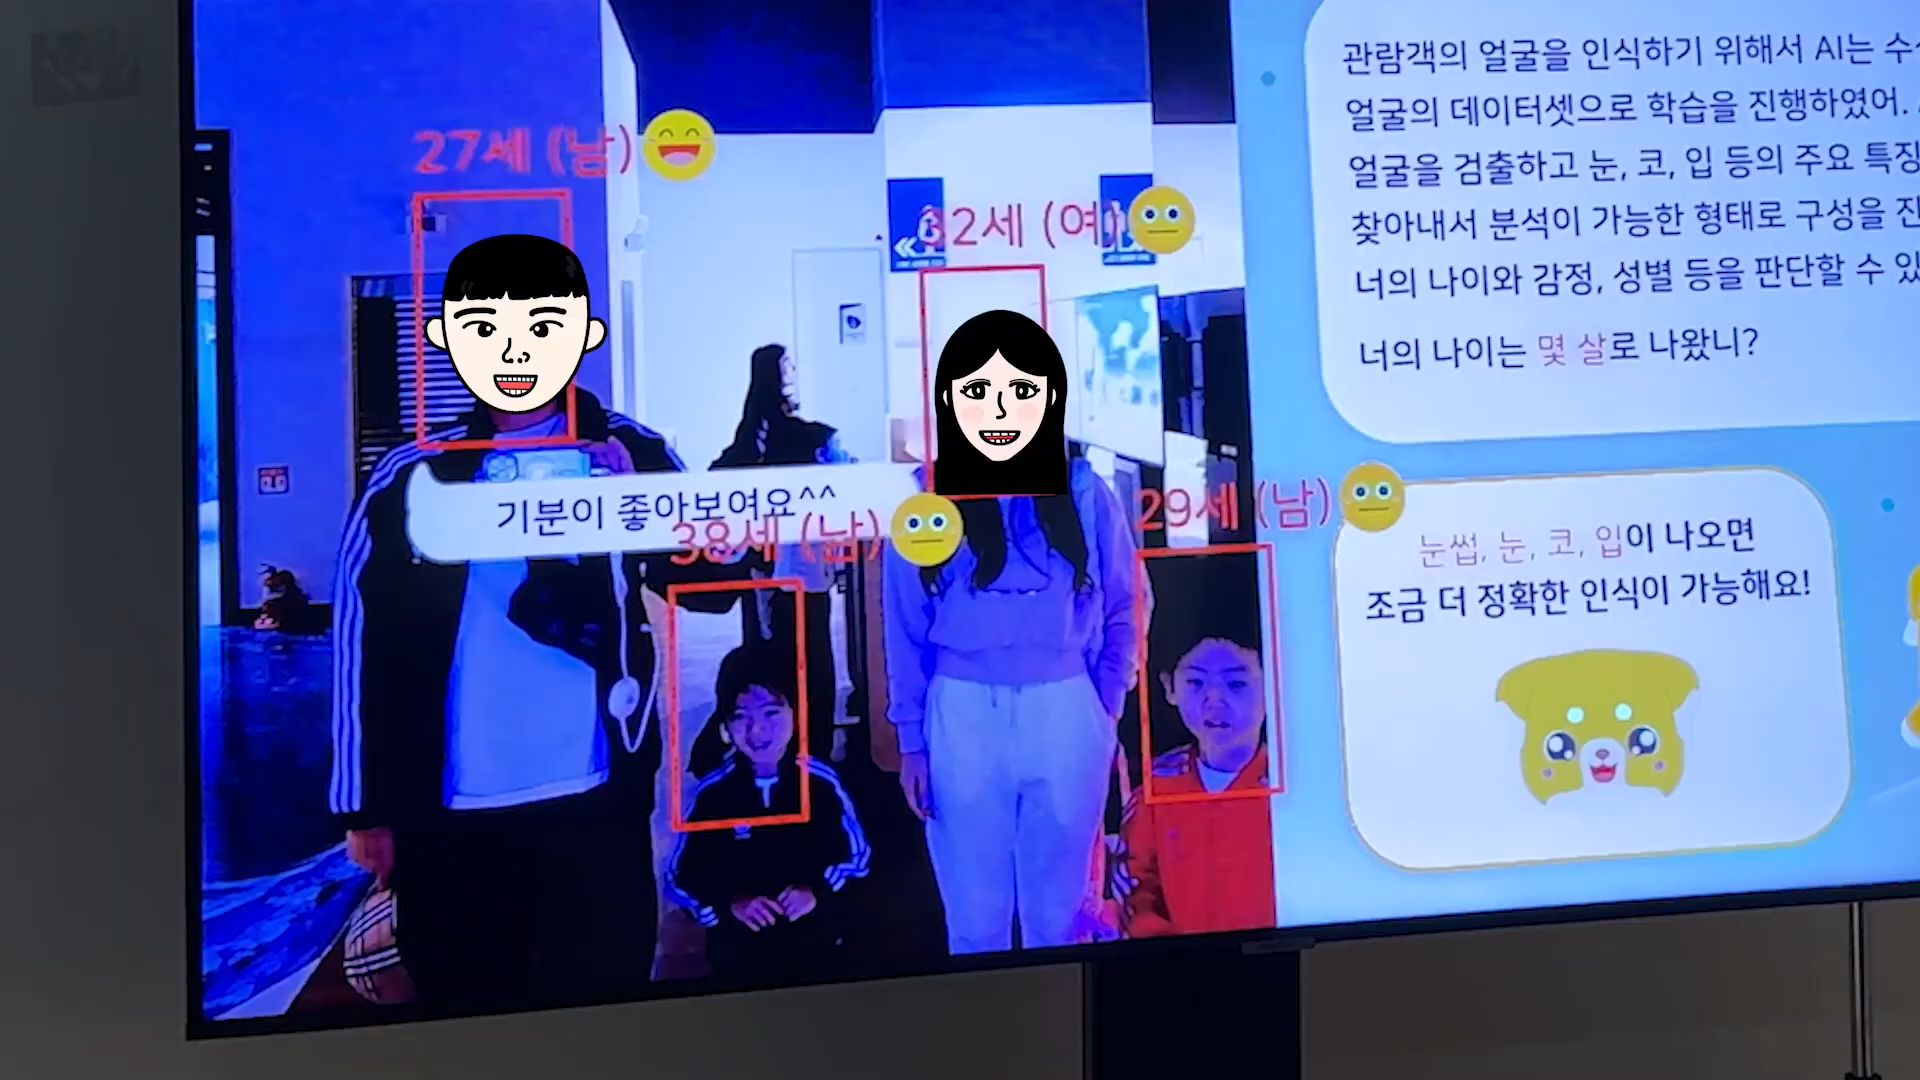 27세 (남)
32세 (여)
기분이 좋아보여요^^
38세 (남)
29세 (남)
관람객의 얼굴을 인식하기 위해서 AI는
얼굴의 데이터셋으로 학습을 진행하였어.
얼굴을 검출하고 눈, 코, 입 등의 주요 특징
찾아내서 분석이 가능한 형태로 구성을
너의 나이와 감정, 성별 등을 판단할 수
너의 나이는 몇 살로 나왔니?
눈썹, 눈, 코, 입이 나오면
조금 더 정확한 인식이 가능해요!